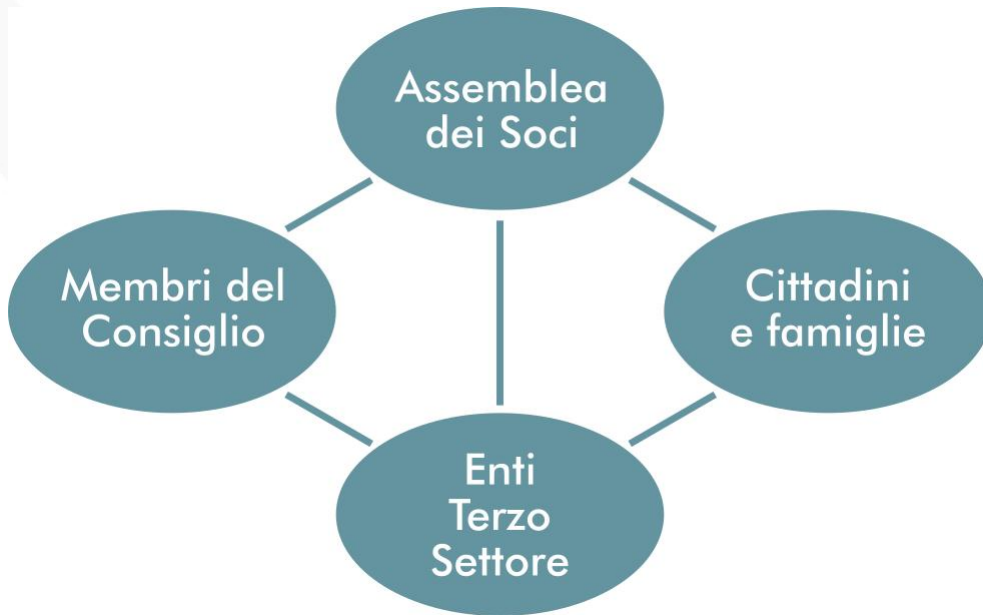 Assemblea
dei Soci
Membri del
Consiglio
Cittadini
e famiglie
Enti
Terzo
Settore